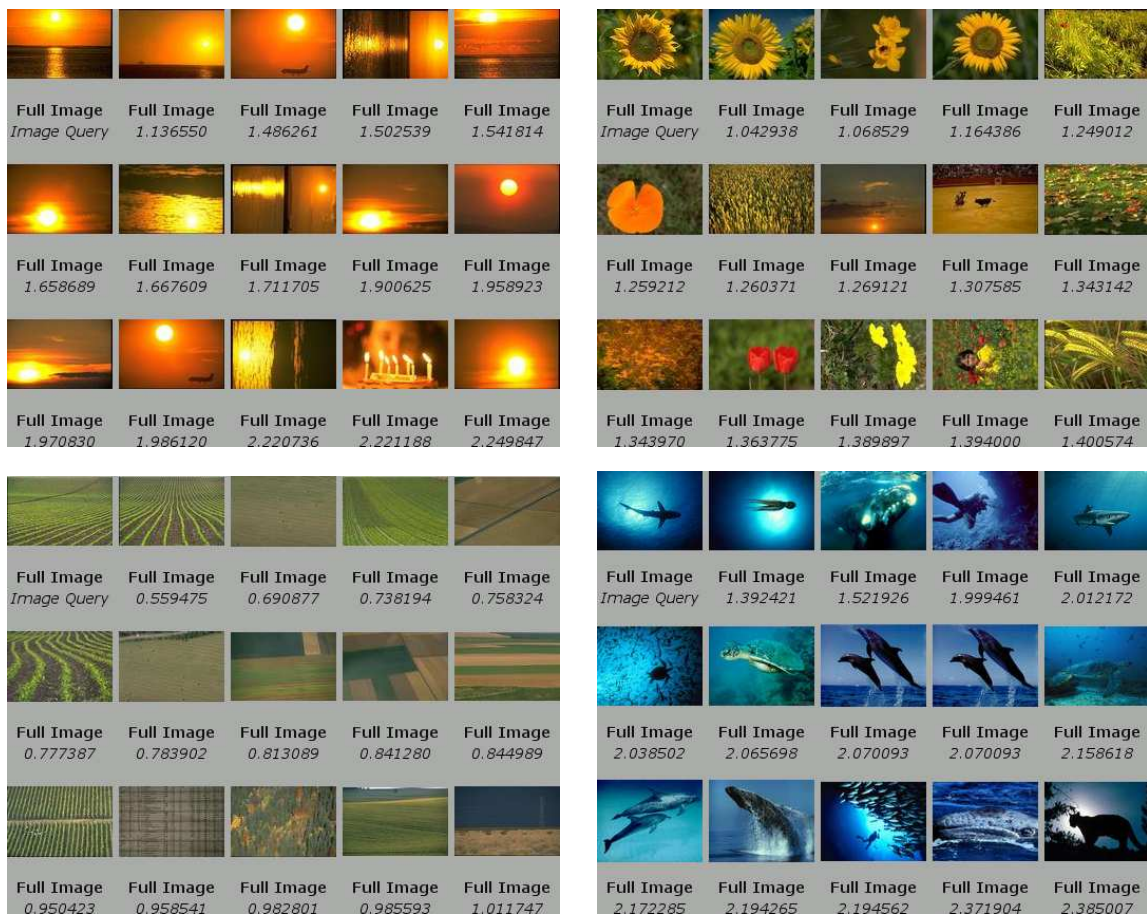 Full Image Full Image Full Image Full Image Full Image
Image Query 1.136550 1.486261 1.502539 1.541814
Full Image Full Image Full Image Full Image Full Image
1.658689 1.667609 1.711705 1.900625 1.958923
Full Image Full Image Full Image Full Image Full Image
1.970830 1.986120 2.220736 2.221188 2.249847
Full Image Full Image Full Image Full Image Full Image
Image Query 1.042938 1.068529 1.164386 1.249012
Full Image Full Image Full Image Full Image Full Image
1.259212 1.260371 1.269121 1.307585 1.343142
Full Image Full Image Full Image Full Image Full Image
1.343970 1.363775 1.389897 1.394000 1.400574
Full Image Full Image Full Image Full Image Full Image
Image Query 0.559475 0.690877 0.738194 0.758324
Full Image Full Image Full Image Full Image Full Image
0.777387 0.783902 0.813089 0.841280 0.844989
Full Image Full Image Full Image Full Image Full Image
0.950423 0.958541 0.982801 0.985593 1.011747
Full Image Full Image Full Image Full Image Full Image
Image Query 1.392421 1.521926 1.999461 2.012172
Full Image Full Image Full Image Full Image Full Image
2.038502 2.065698 2.070093 2.070093 2.158618
Full Image Full Image Full Image Full Image Full Image
2.172285 2.194265 2.194562 2.371904 2.385007